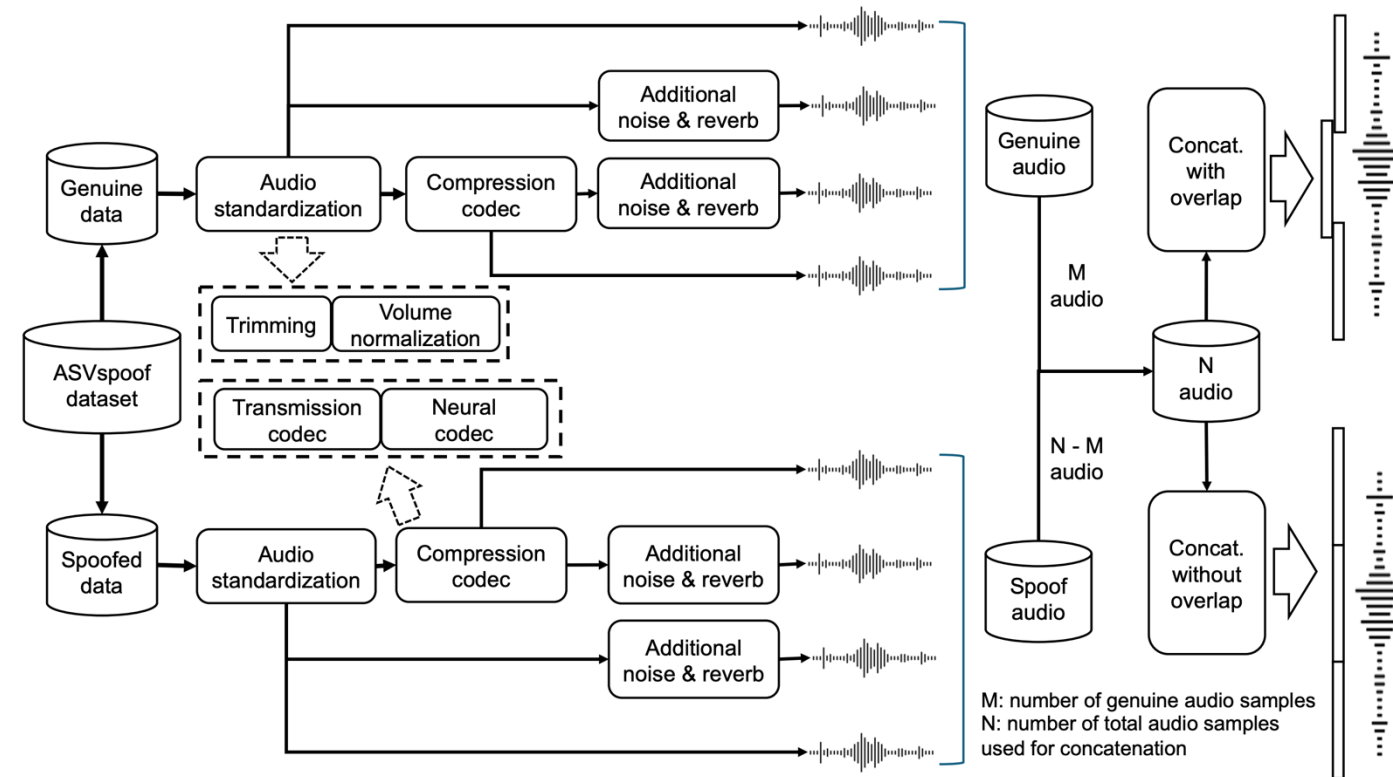 Additional
noise & reverb
Genuine
data
Audio
standardization
Compression
codec
Additional
noise & reverb
Trimming
Volume
normalization
ASVspoof
dataset
Transmission
codec
Neural
codec
Spoofed
data
Audio
standardization
Compression
codec
Additional
noise & reverb
Additional
noise & reverb
Genuine
audio
M
audio
N - M
audio
Spoof
audio
N
audio
Concat.
with
overlap
Concat.
without
overlap
M: number of genuine audio samples
N: number of total audio samples
used for concatenation